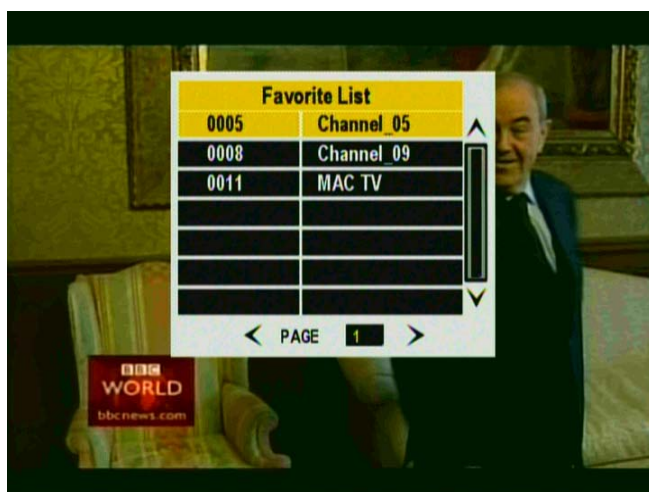 Favorite List
0005 Channel_05
0008 Channel_09
0011 MAC TV
PAGE 1
BBC
WORLD
bbcnews.com